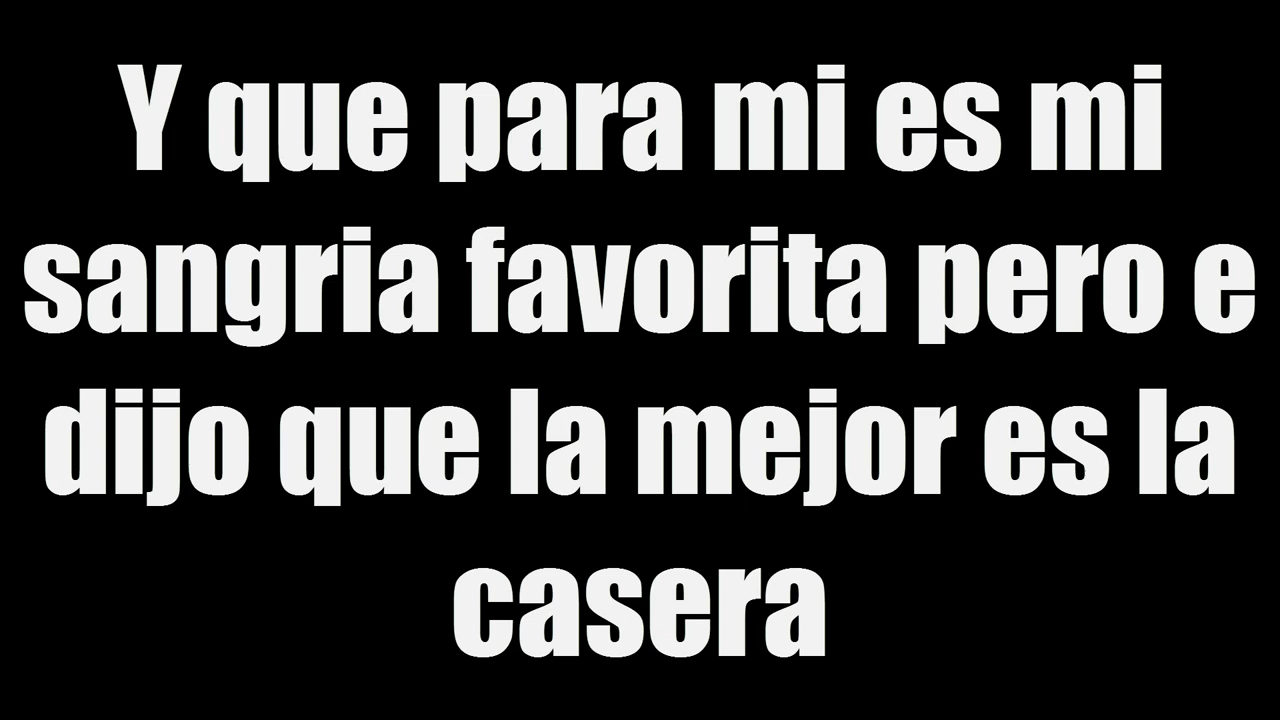 Y que para mi es mi
sangria favorita pero e
dijo que la mejor es la
casera